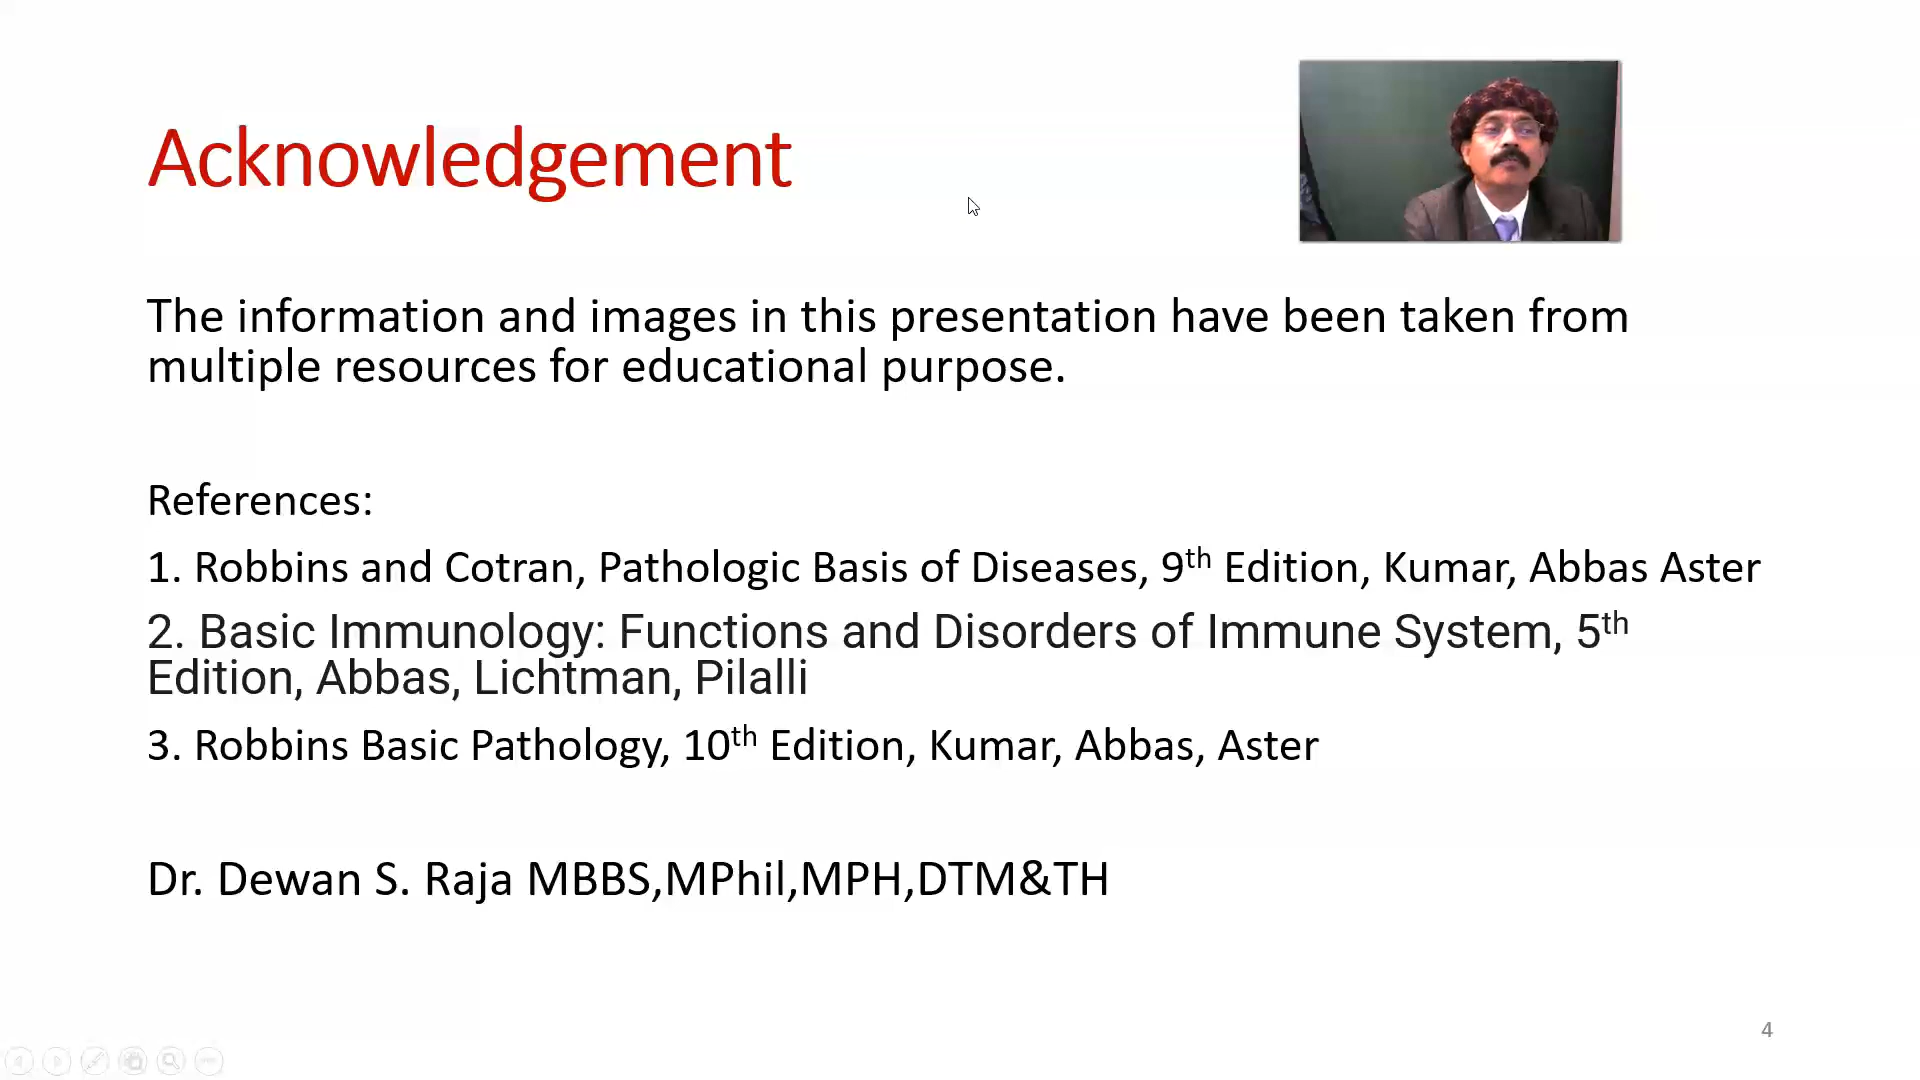 Acknowledgement
The information and images in this presentation have been taken from
multiple resources for educational purpose.
References:
1. Robbins and Cotran, Pathologic Basis of Diseases, 9th Edition, Kumar, Abbas Aster
2. Basic Immunology: Functions and Disorders of Immune System, 5th
Edition, Abbas, Lichtman, Pilalli
3. Robbins Basic Pathology, 10th Edition, Kumar, Abbas, Aster
Dr. Dewan S. Raja MBBS,MPhil,MPH,DTM&TH
4